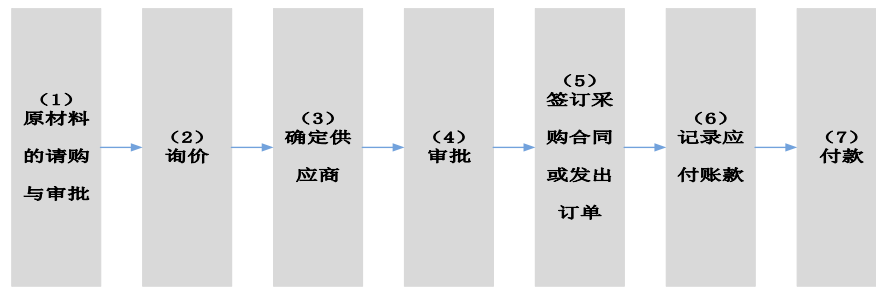 （1）
原材料
的请购
与审批
（2）
询价
（3）
确定供
应商
（4）
审批
（5）
签订采
购合同
或发出
订单
（6）
记录应
付账款
（7）
付款